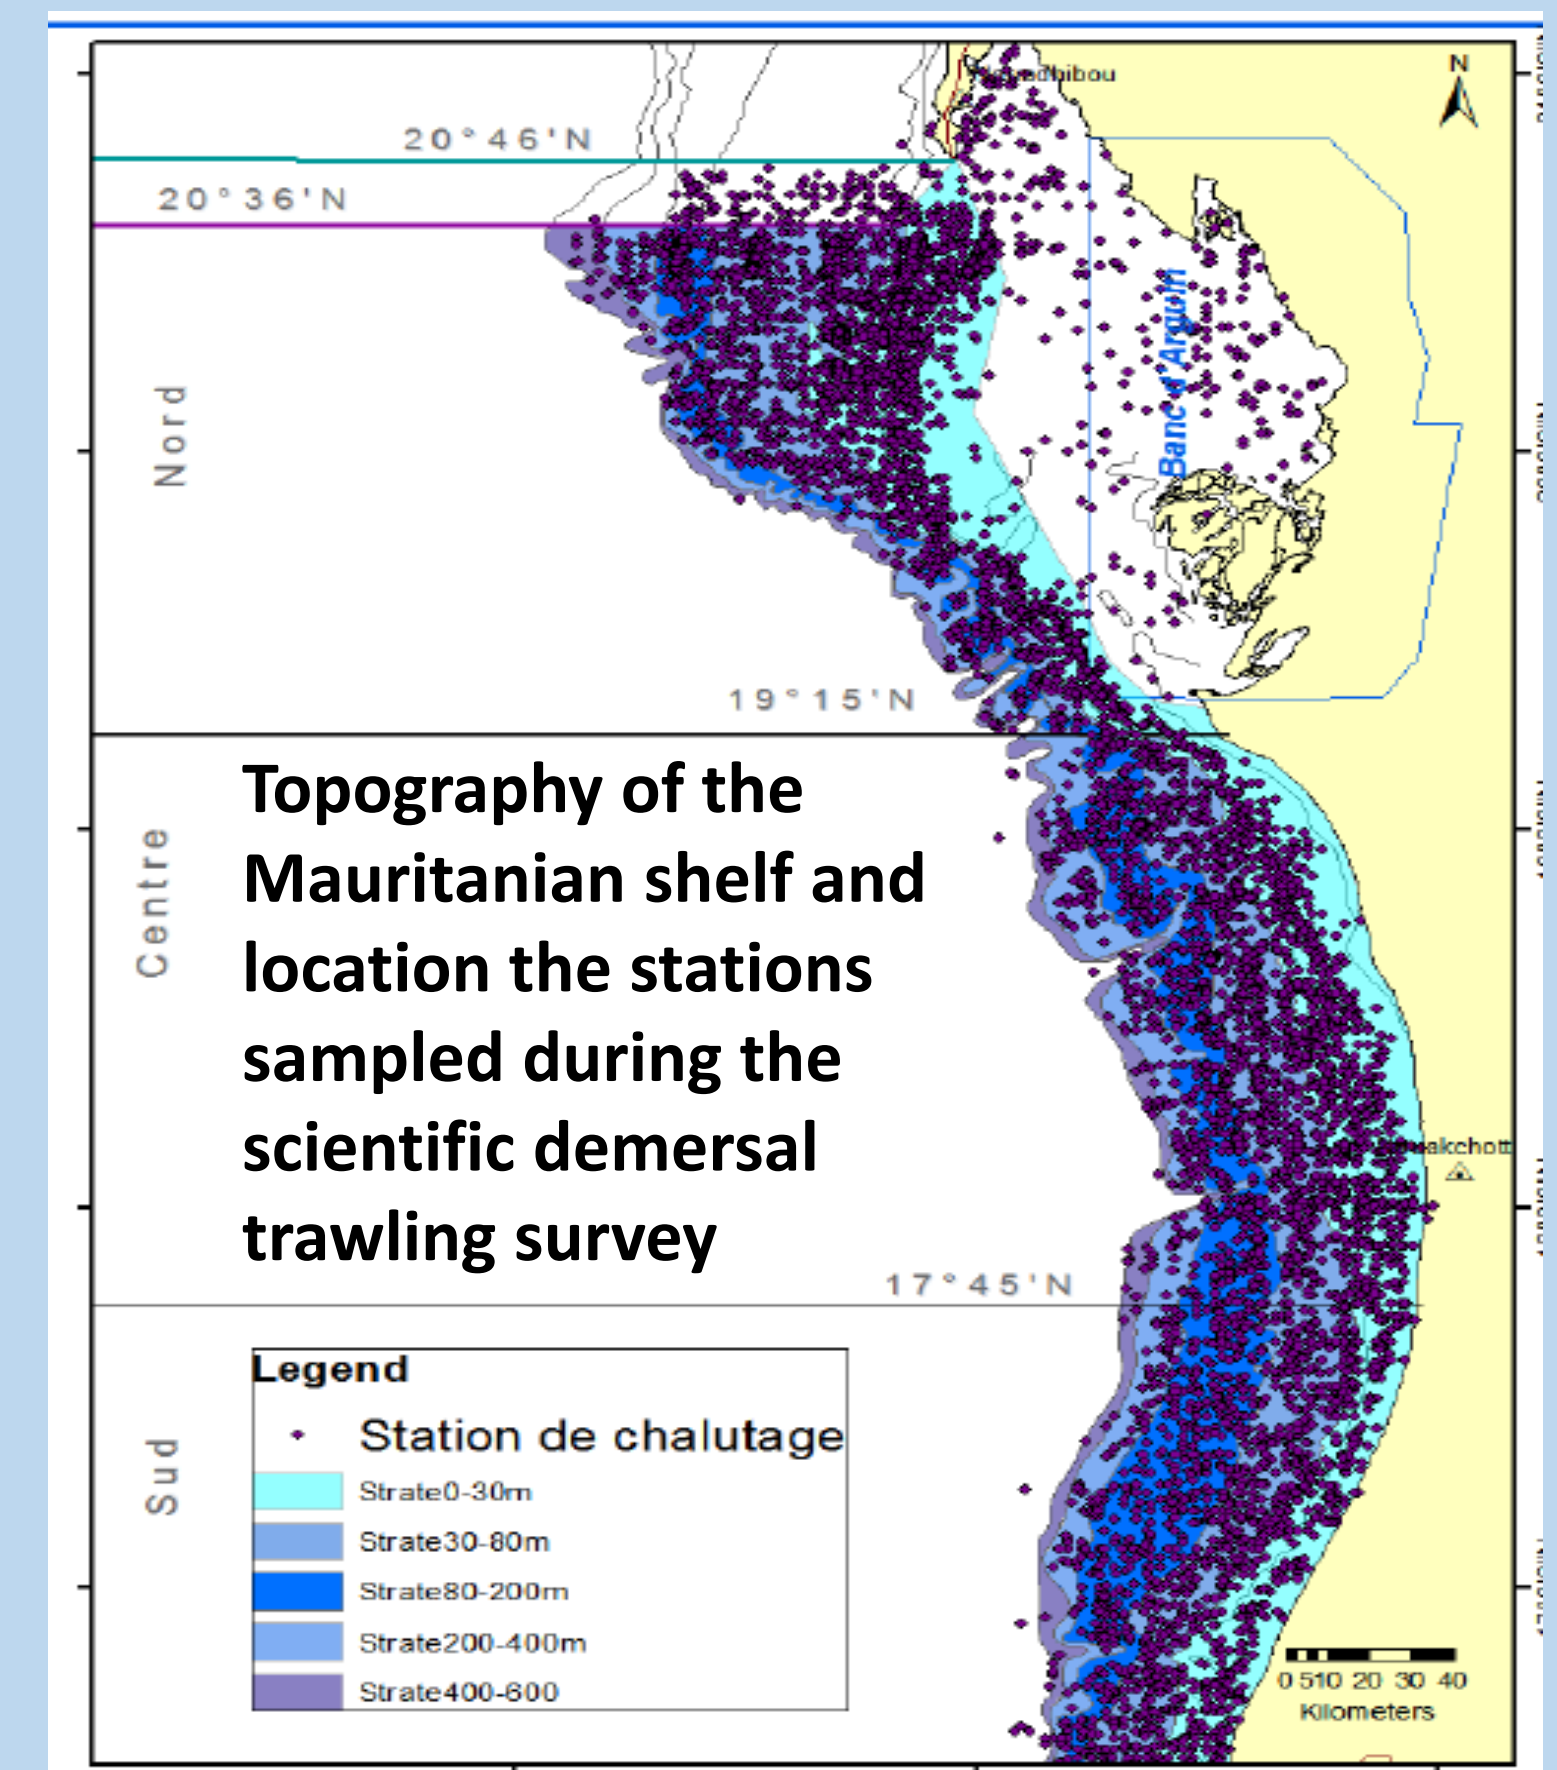 N
20°46'N
20°36'N
Banc d'Arguin
Nord
19°15'N
Topography of the
Mauritanian shelf and
location the stations
sampled during the
scientific demersal
trawling survey
Centre
17°45'N
Legend
Station de chalutage
Strate0-30m
Strate30-80m
Strate80-200m
Strate200-400m
Strate400-600
Sud
0 510 20 30 40
Kilometers